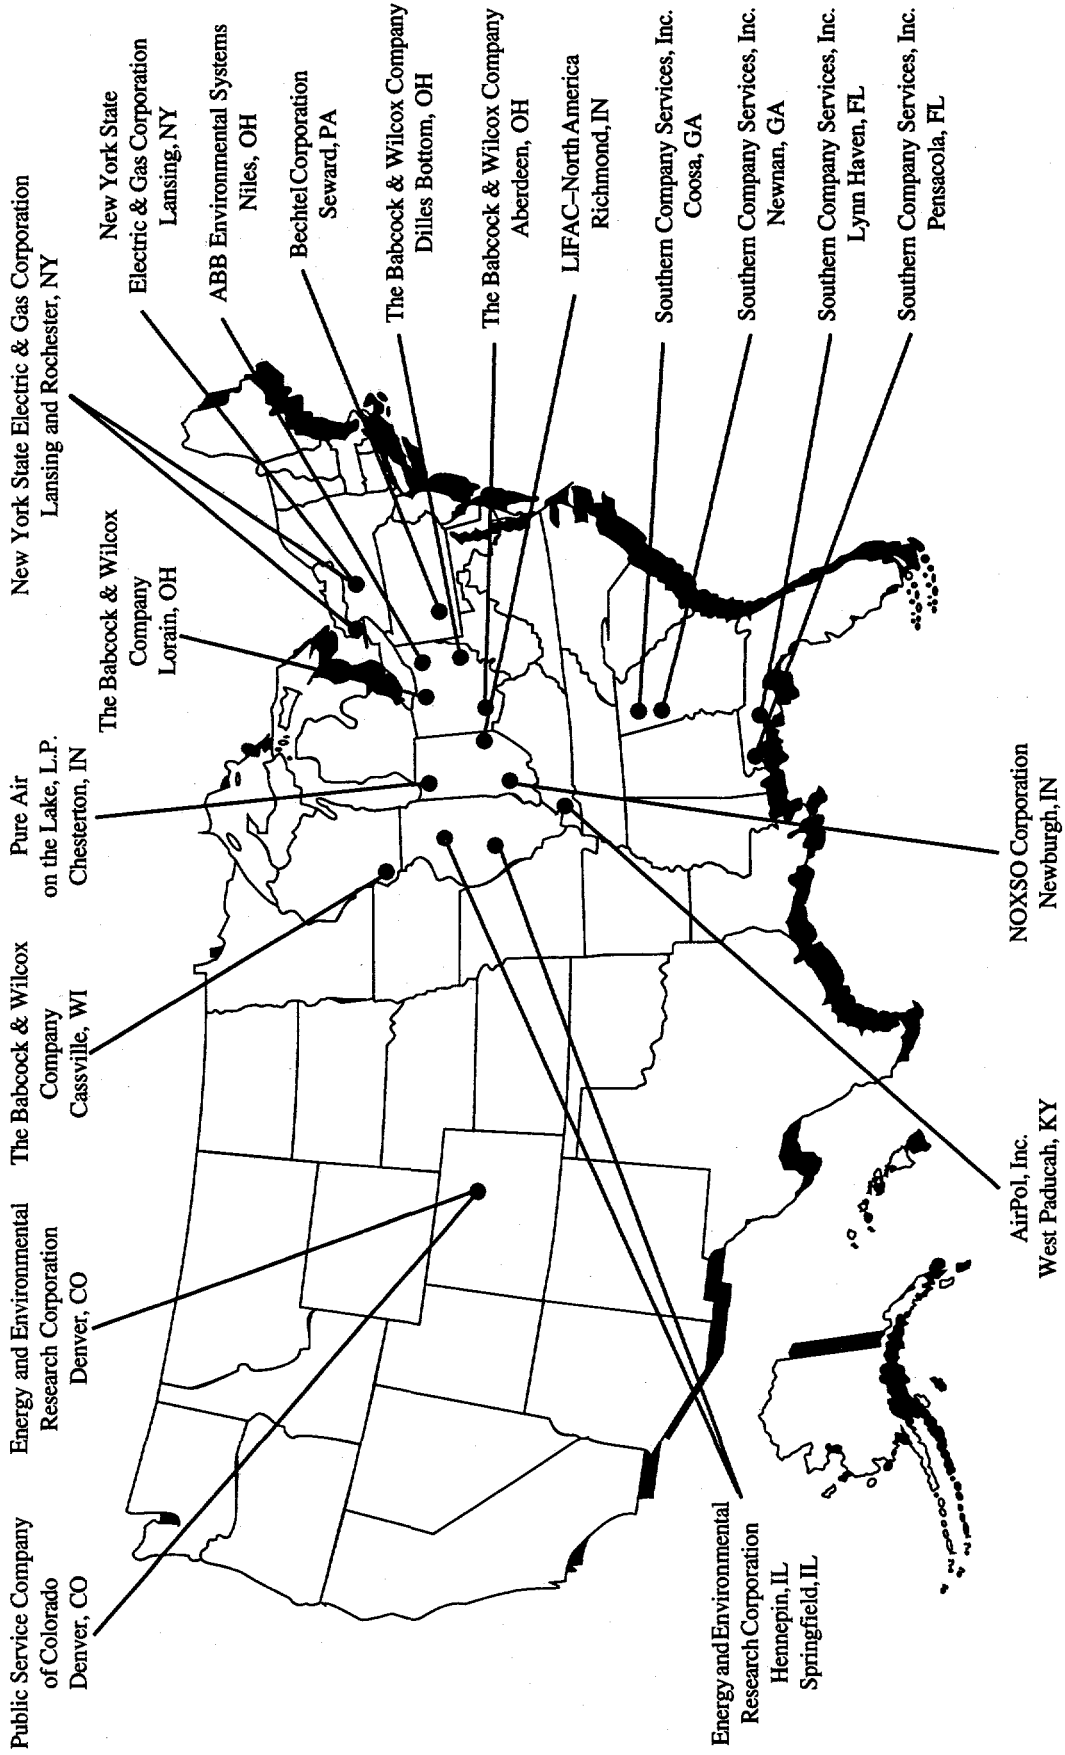 Public Service Company
of Colorado
Denver, CO
Energy and Environmental
Research Corporation
Denver, CO
The Babcock & Wilcox
Company
Cassville, WI
Pure Air
on the Lake, L.P.
Chesterton, IN
The Babcock & Wilcox
Company
Lorain, OH
New York State Electric & Gas Corporation
Lansing and Rochester, NY
New York State
Electric & Gas Corporation
Lansing, NY
ABB Environmental Systems
Niles, OH
Bechtel Corporation
Seward, PA
The Babcock & Wilcox Company
Dilles Bottom, OH
The Babcock & Wilcox Company
Aberdeen, OH
LIFAC–North America
Richmond, IN
Southern Company Services, Inc.
Coosa, GA
Southern Company Services, Inc.
Newnan, GA
Southern Company Services, Inc.
Lynn Haven, FL
Southern Company Services, Inc.
Pensacola, FL
Energy and Environmental
Research Corporation
Hennepin, IL
Springfield, IL
AirPol, Inc.
West Paducah, KY
NOXSO Corporation
Newburgh, IN